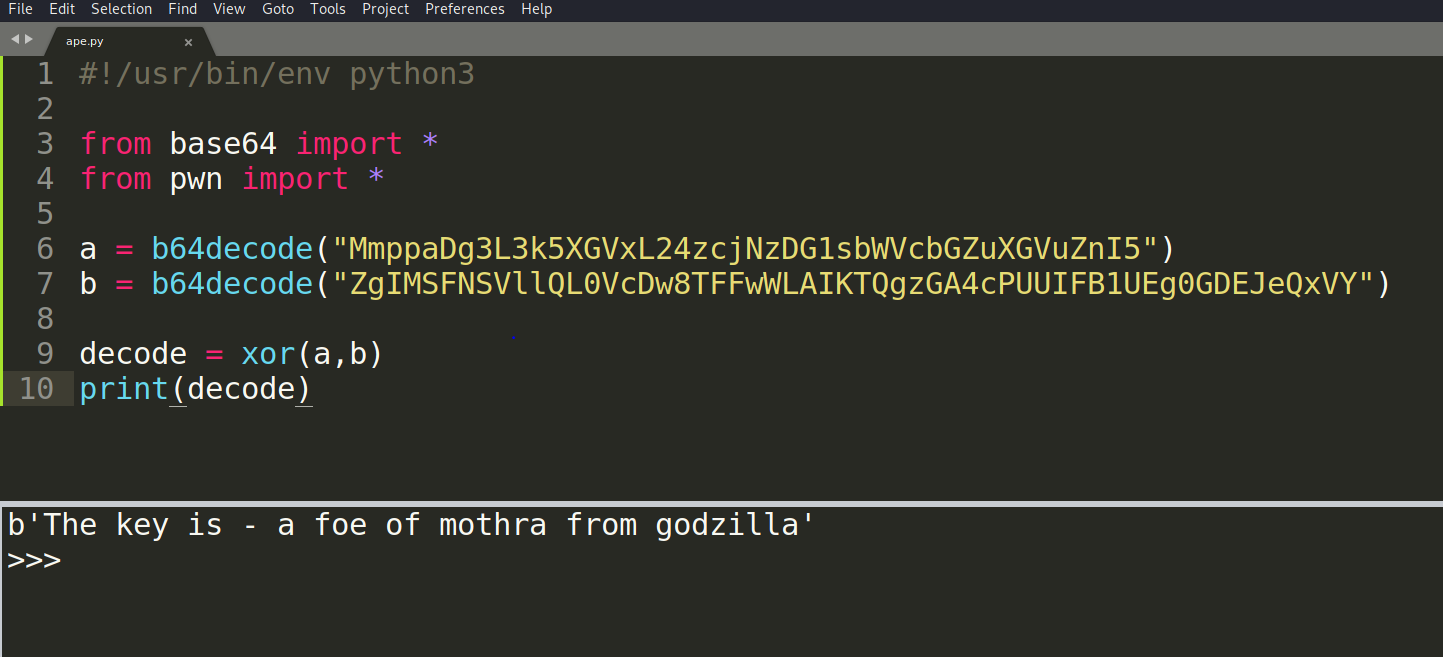 File Edit Selection Find View Goto Tools Project Preferences Help
ape.py ×
1 #!/usr/bin/env python3
2
3 from base64 import *
4 from pwn import *
5
6 a = b64decode("MmppaDg3L3k5XGVxL24zcjNzDG1sbWVcbGZuXGVuZnI5")
7 b = b64decode("ZgIMSFNSVllQL0VcDw8TFFwWLAIKTQgzGA4cPUUIFB1UEg0GDEJeQxVY")
8
9 decode = xor(a,b)
10 print(decode)
b'The key is - a foe of mothra from godzilla'
>>>